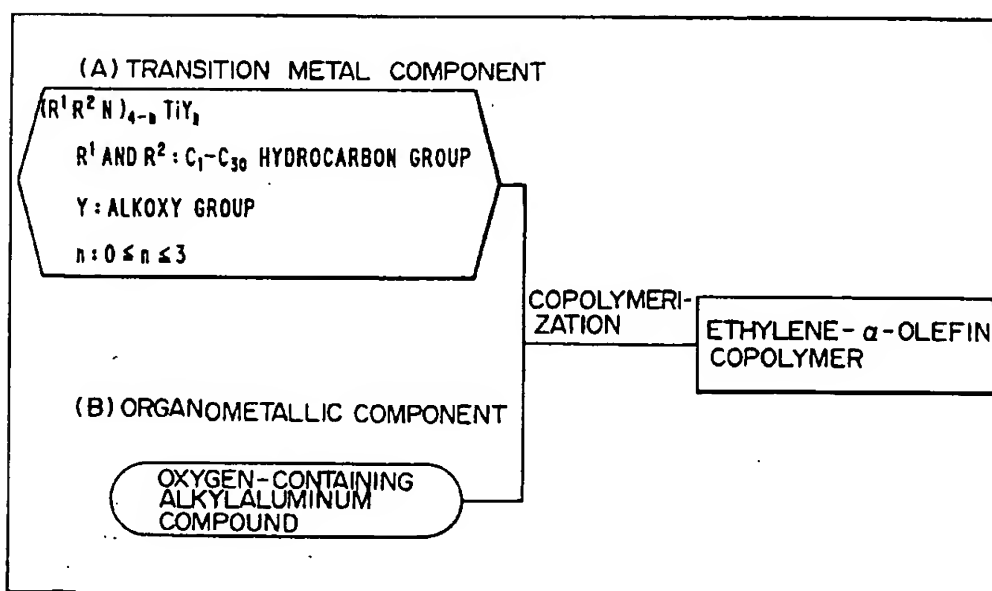 (A) TRANSITION METAL COMPONENT
(R¹R²N)₄₋ₙ TiYₙ
R¹ AND R² : C₁-C₃₀ HYDROCARBON GROUP
Y : ALKOXY GROUP
n : 0 ≤ n ≤ 3
COPOLYMERI-
ZATION
ETHYLENE-α-OLEFIN
COPOLYMER
(B) ORGANOMETALLIC COMPONENT
OXYGEN-CONTAINING
ALKYLALUMINUM
COMPOUND